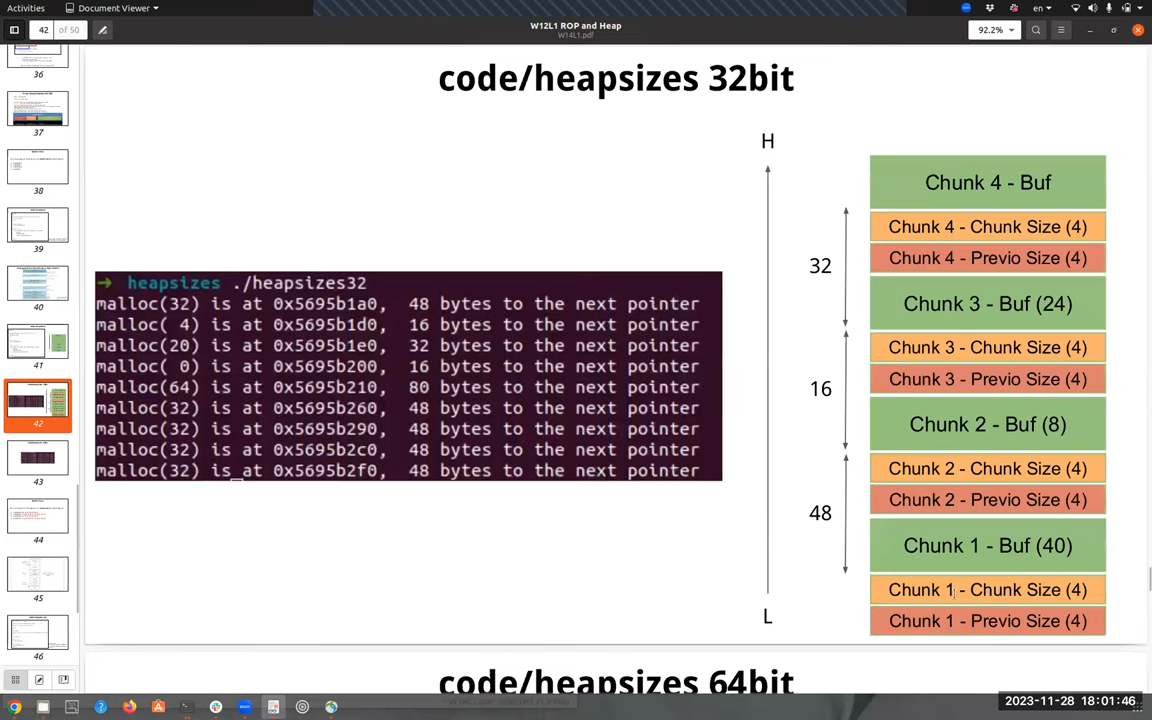 Activities
Document Viewer
en
42
of 50
W12L1 ROP and Heap
W14L1.pdf
92.2%
36
37
38
39
40
41
42
43
44
45
46
code/heapsizes 32bit
➜ heapsizes ./heapsizes32
malloc(32) is at 0x5695b1a0, 48 bytes to the next pointer
malloc( 4) is at 0x5695b1d0, 16 bytes to the next pointer
malloc(20) is at 0x5695b1e0, 32 bytes to the next pointer
malloc( 0) is at 0x5695b200, 16 bytes to the next pointer
malloc(64) is at 0x5695b210, 80 bytes to the next pointer
malloc(32) is at 0x5695b260, 48 bytes to the next pointer
malloc(32) is at 0x5695b290, 48 bytes to the next pointer
malloc(32) is at 0x5695b2c0, 48 bytes to the next pointer
malloc(32) is at 0x5695b2f0, 48 bytes to the next pointer
H
32
16
48
L
Chunk 4 - Buf
Chunk 4 - Chunk Size (4)
Chunk 4 - Previo Size (4)
Chunk 3 - Buf (24)
Chunk 3 - Chunk Size (4)
Chunk 3 - Previo Size (4)
Chunk 2 - Buf (8)
Chunk 2 - Chunk Size (4)
Chunk 2 - Previo Size (4)
Chunk 1 - Buf (40)
Chunk 1 - Chunk Size (4)
Chunk 1 - Previo Size (4)
code/heapsizes 64bit
2023-11-28 18:01:46